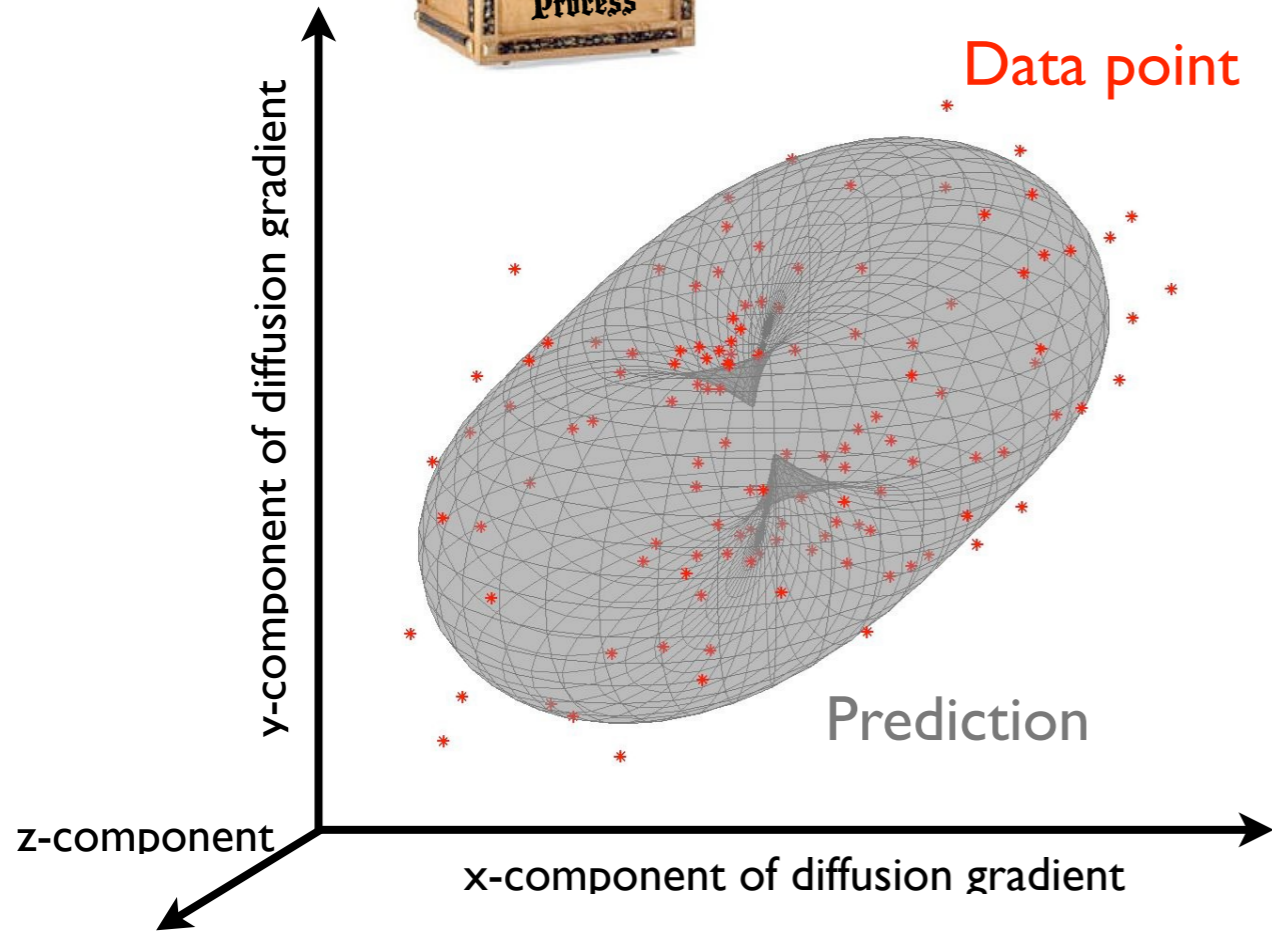 Process
Data point
y-component of diffusion gradient
Prediction
z-component
x-component of diffusion gradient